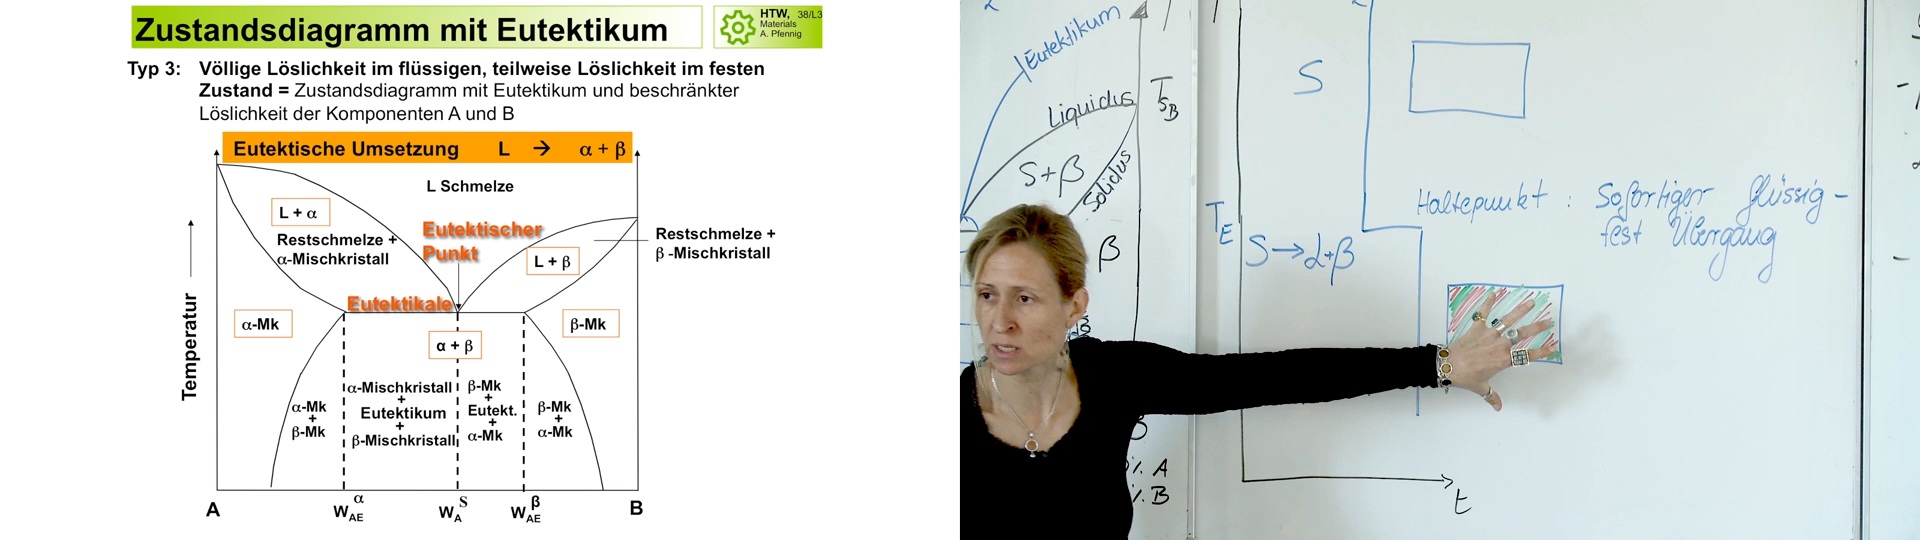 Zustandsdiagramm mit Eutektikum
HTW, 38/L3
Materials
A. Pfennig
Typ 3: Völlige Löslichkeit im flüssigen, teilweise Löslichkeit im festen
Zustand = Zustandsdiagramm mit Eutektikum und beschränkter
Löslichkeit der Komponenten A und B
Eutektische Umsetzung L → α + β
L Schmelze
L + α
Restschmelze +
α-Mischkristall
Eutektischer
Punkt
L + β
Restschmelze +
β -Mischkristall
Eutektikale
Temperatur
α-Mk
β-Mk
α + β
α-Mk
+
β-Mk
α-Mischkristall
+
Eutektikum
+
β-Mischkristall
β-Mk
+
Eutekt.
+
α-Mk
β-Mk
+
α-Mk
A
W AE α
W A S
W AE β
B
Eutektikum
Liquidus
T SB
S+β
Solidus
β
% A
% B
S
T E
S→α+β
Haltepunkt : Sofortiger flüssig –
fest Übergang
t